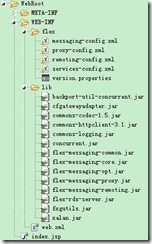 WebRoot
META-INF
WEB-INF
flex
messaging-config.xml
proxy-config.xml
remoting-config.xml
services-config.xml
version.properties
lib
backport-util-concurrent.jar
cfgatewayadapter.jar
commons-codec-1.3.jar
commons-httpclient-3.1.jar
commons-logging.jar
concurrent.jar
flex-messaging-common.jar
flex-messaging-core.jar
flex-messaging-opt.jar
flex-messaging-proxy.jar
flex-messaging-remoting.jar
flex-rds-server.jar
fxgutils.jar
xalan.jar
web.xml
index.jsp